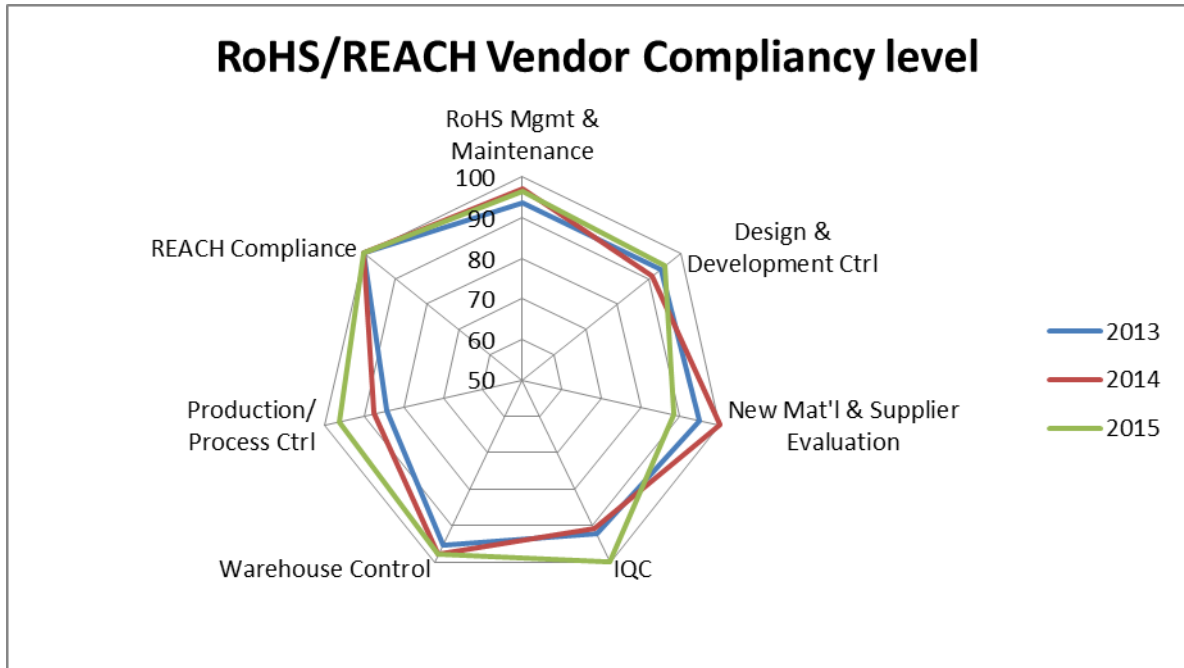 RoHS/REACH Vendor Compliancy level
RoHS Mgmt &
Maintenance
100
90
80
70
60
50
Design &
Development Ctrl
New Mat'l & Supplier
Evaluation
IQC
Warehouse Control
Production/
Process Ctrl
REACH Compliance
2013
2014
2015